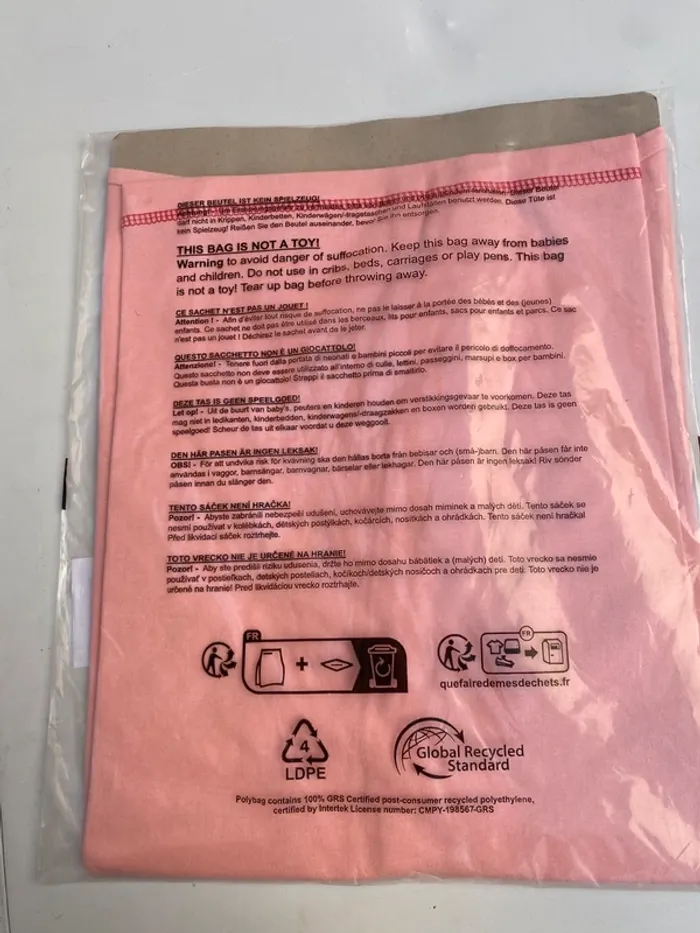 DIESER BEUTEL IST KEIN SPIELZEUG!
Achtung! - Um
darf nicht in Krippen, Kinderbetten, Kinderwägen/-tragetaschen und Laufställen benutzt werden. Diese Tüte ist
kein Spielzeug! Reißen Sie den Beutel auseinander, bevor Sie ihn entsorgen.
THIS BAG IS NOT A TOY!
Warning to avoid danger of suffocation. Keep this bag away from babies
and children. Do not use in cribs, beds, carriages or play pens. This bag
is not a toy! Tear up bag before throwing away.
CE SACHET N'EST PAS UN JOUET !
Attention ! - Afin d'éviter tout risque de suffocation, ne pas le laisser à la portée des bébés et des (jeunes)
enfants. Ce sachet ne doit pas être utilisé dans les berceaux, lits pour enfants, sacs pour enfants et parcs. Ce sac
n'est pas un jouet ! Déchirez le sachet avant de le jeter.
QUESTO SACCHETTO NON È UN GIOCATTOLO!
Attenzione! - Tenere fuori dalla portata di neonati e bambini piccoli per evitare il pericolo di soffocamento.
Questo sacchetto non deve essere utilizzato all'interno di culle, lettini, passeggini, marsupi e box per bambini.
Questa busta non è un giocattolo! Strappi il sacchetto prima di smaltirlo.
DEZE TAS IS GEEN SPEELGOED!
Let op! - Uit de buurt van baby's, peuters en kinderen houden om verstikkingsgevaar te voorkomen. Deze tas
mag niet in ledikanten, kinderbedden, kinderwagens/-draagzakken en boxen worden gebruikt. Deze tas is geen
speelgoed! Scheur de tas uit elkaar voordat u deze weggooit.
DEN HÄR PÅSEN ÄR INGEN LEKSAK!
OBS! - För att undvika risk för kvävning ska den hållas borta från bebisar och (små-)barn. Den här påsen får inte
användas i vaggor, barnsängar, barnvagnar, bärselar eller lekhagar. Den här påsen är ingen leksak! Riv sönder
påsen innan du slänger den.
TENTO SÁČEK NENÍ HRAČKA!
Pozor! - Abyste zabránili nebezpečí udušení, uchovávejte mimo dosah miminek a malých dětí. Tento sáček se
nesmí používat v kolébkách, dětských postýlkách, kočárcích, nosítkách a ohrádkách. Tento sáček není hračka!
Před likvidací sáček roztrhejte.
TOTO VRECKO NIE JE URČENÉ NA HRANIE!
Pozor! - Aby ste predišli riziku udusenia, držte ho mimo dosahu bábätiek a (malých) detí. Toto vrecko sa nesmie
používať v postieľkach, detských posteliach, kočíkoch/detských nosičoch a ohrádkach pre deti. Toto vrecko nie je
určené na hranie! Pred likvidáciou vrecko roztrhajte.
FR
+
FR
quefairedemesdechets.fr
4
LDPE
Global Recycled
Standard
Polybag contains 100% GRS Certified post-consumer recycled polyethylene,
certified by Intertek License number: CMPY-198567-GRS